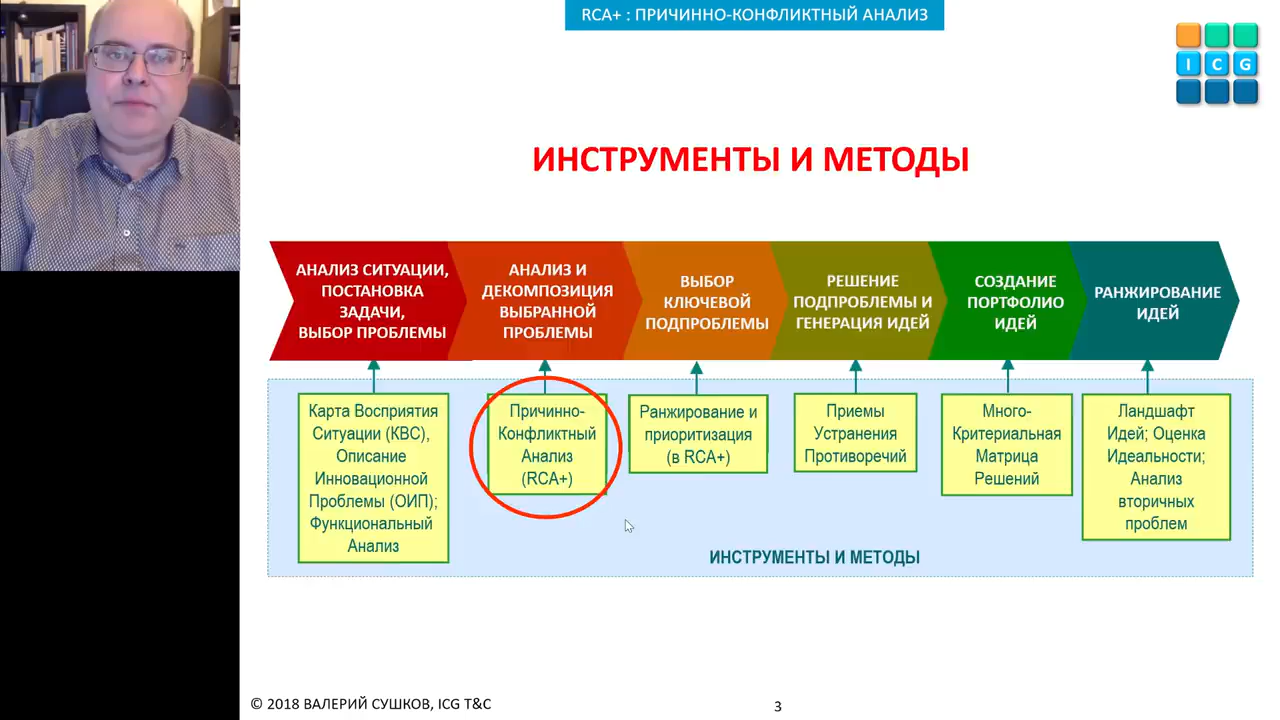 RCA+ : ПРИЧИННО-КОНФЛИКТНЫЙ АНАЛИЗ
I C G
ИНСТРУМЕНТЫ И МЕТОДЫ
АНАЛИЗ СИТУАЦИИ,
ПОСТАНОВКА
ЗАДАЧИ,
ВЫБОР ПРОБЛЕМЫ
АНАЛИЗ И
ДЕКОМПОЗИЦИЯ
ВЫБРАННОЙ
ПРОБЛЕМЫ
ВЫБОР
КЛЮЧЕВОЙ
ПОДПРОБЛЕМЫ
РЕШЕНИЕ
ПОДПРОБЛЕМЫ И
ГЕНЕРАЦИЯ ИДЕЙ
СОЗДАНИЕ
ПОРТФОЛИО
ИДЕЙ
РАНЖИРОВАНИЕ
ИДЕЙ
Карта Восприятия
Ситуации (КВС),
Описание
Инновационной
Проблемы (ОИП);
Функциональный
Анализ
Причинно-
Конфликтный
Анализ
(RCA+)
Ранжирование и
приоритизация
(в RCA+)
Приемы
Устранения
Противоречий
Много-
Критериальная
Матрица
Решений
Ландшафт
Идей; Оценка
Идеальности;
Анализ
вторичных
проблем
ИНСТРУМЕНТЫ И МЕТОДЫ
© 2018 ВАЛЕРИЙ СУШКОВ, ICG T&C
3